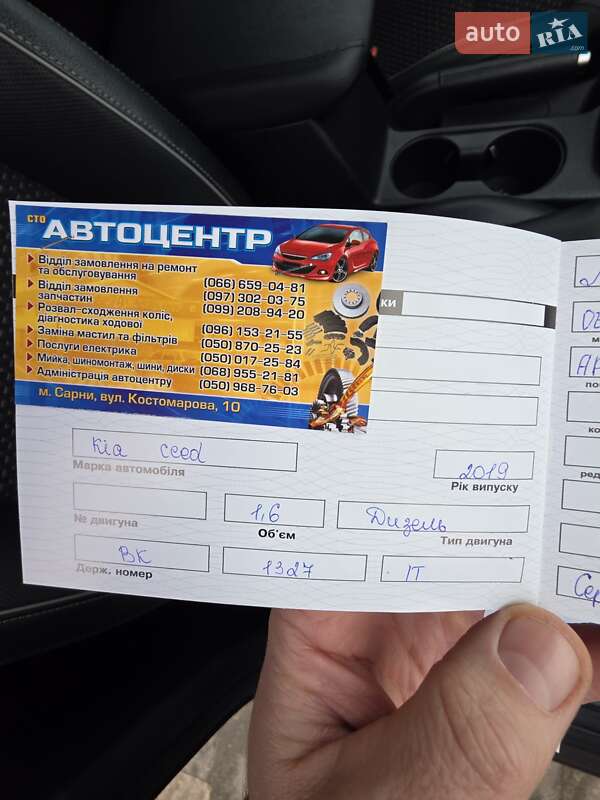 auto RIA.com
СТО АВТОЦЕНТР
Відділ замовлення на ремонт та обслуговування (066) 659-04-81
Відділ замовлення запчастин (097) 302-03-75
(099) 208-94-20
Розвал-сходження коліс, діагностика ходової (096) 153-21-55
Заміна мастил та фільтрів (050) 870-25-23
Послуги електрика (050) 017-25-84
Мийка, шиномонтаж, шини, диски (068) 955-21-81
Адміністрація автоцентру (050) 968-76-03
м. Сарни, вул. Костомарова, 10
ки
Kia ceed
Марка автомобіля
2019
Рік випуску
№ двигуна
1,6
Об'єм
Дизель
Тип двигуна
ВК 1327 ІТ
Держ. номер